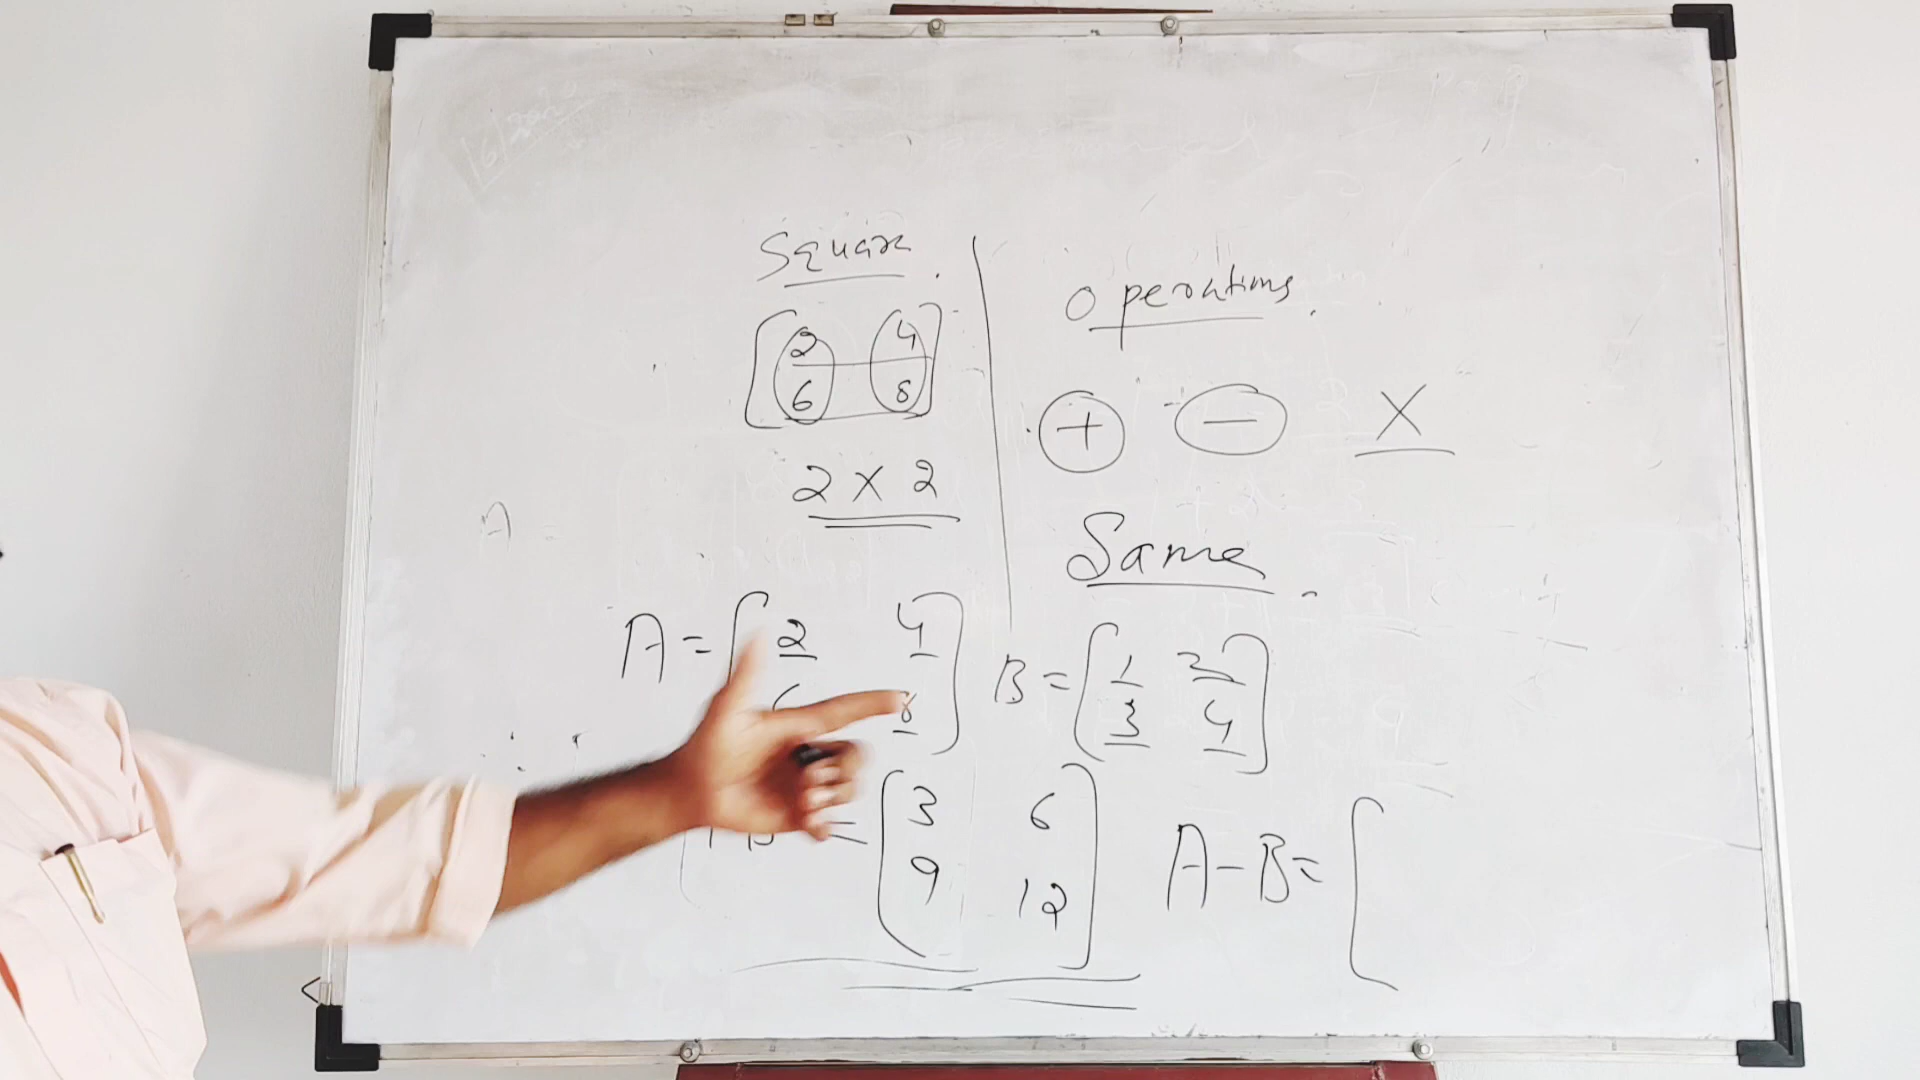 Square
[2 4
6 8]
2 x 2
Operations.
+ - x
Same
A = [2 4
8]
B = [1 2
3 4]
B = [3 6
9 12]
A - B = [
A =